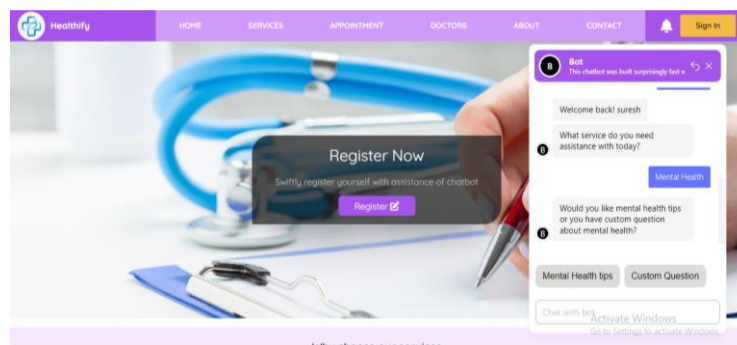 Healthify
HOME
SERVICES
APPOINTMENT
DOCTORS
ABOUT
CONTACT
Sign In
Register Now
Swiftly register yourself with assistance of chatbot
Register
B
Bot
This chatbot was built surprisingly fast
Welcome back! suresh
What service do you need
assistance with today?
B
Mental Health
Would you like mental health tips
or you have custom question
about mental health?
B
Mental Health tips
Custom Question
Chat with bot
Activate Windows
Go to Settings to activate Windows.